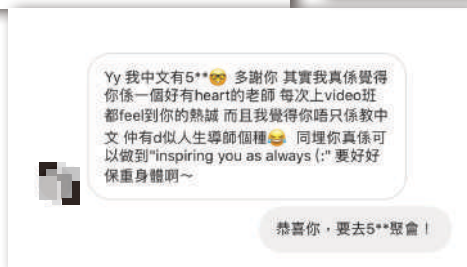 Yy 我中文有5**🤓 多謝你 其實我真係覺得
你係一個好有heart的老師 每次上video班
都feel到你的熱誠 而且我覺得你唔只係教中
文 仲有d似人生導師個種😂 同埋你真係可
以做到"inspiring you as always (:" 要好好
保重身體啊～
恭喜你，要去5**聚會！